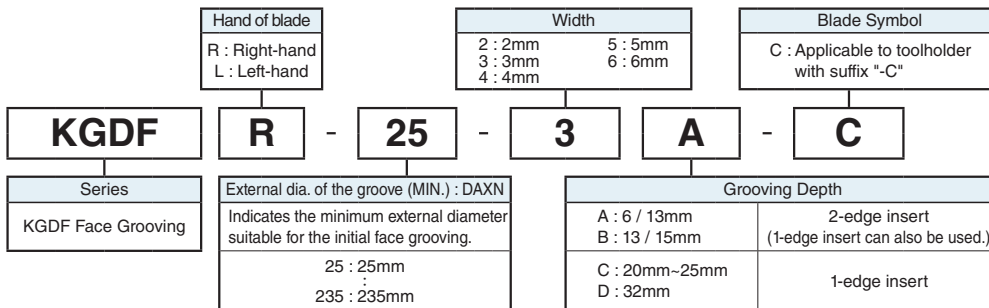 Hand of blade
R : Right-hand
L : Left-hand
Width
2 : 2mm 5 : 5mm
3 : 3mm 6 : 6mm
4 : 4mm
Blade Symbol
C : Applicable to toolholder
with suffix "-C"
KGDF R - 25 - 3 A - C
Series
KGDF Face Grooving
External dia. of the groove (MIN.) : DAXN
Indicates the minimum external diameter
suitable for the initial face grooving.
25 : 25mm
:
235 : 235mm
Grooving Depth
A : 6 / 13mm
B : 13 / 15mm
2-edge insert
(1-edge insert can also be used.)
C : 20mm~25mm
D : 32mm
1-edge insert